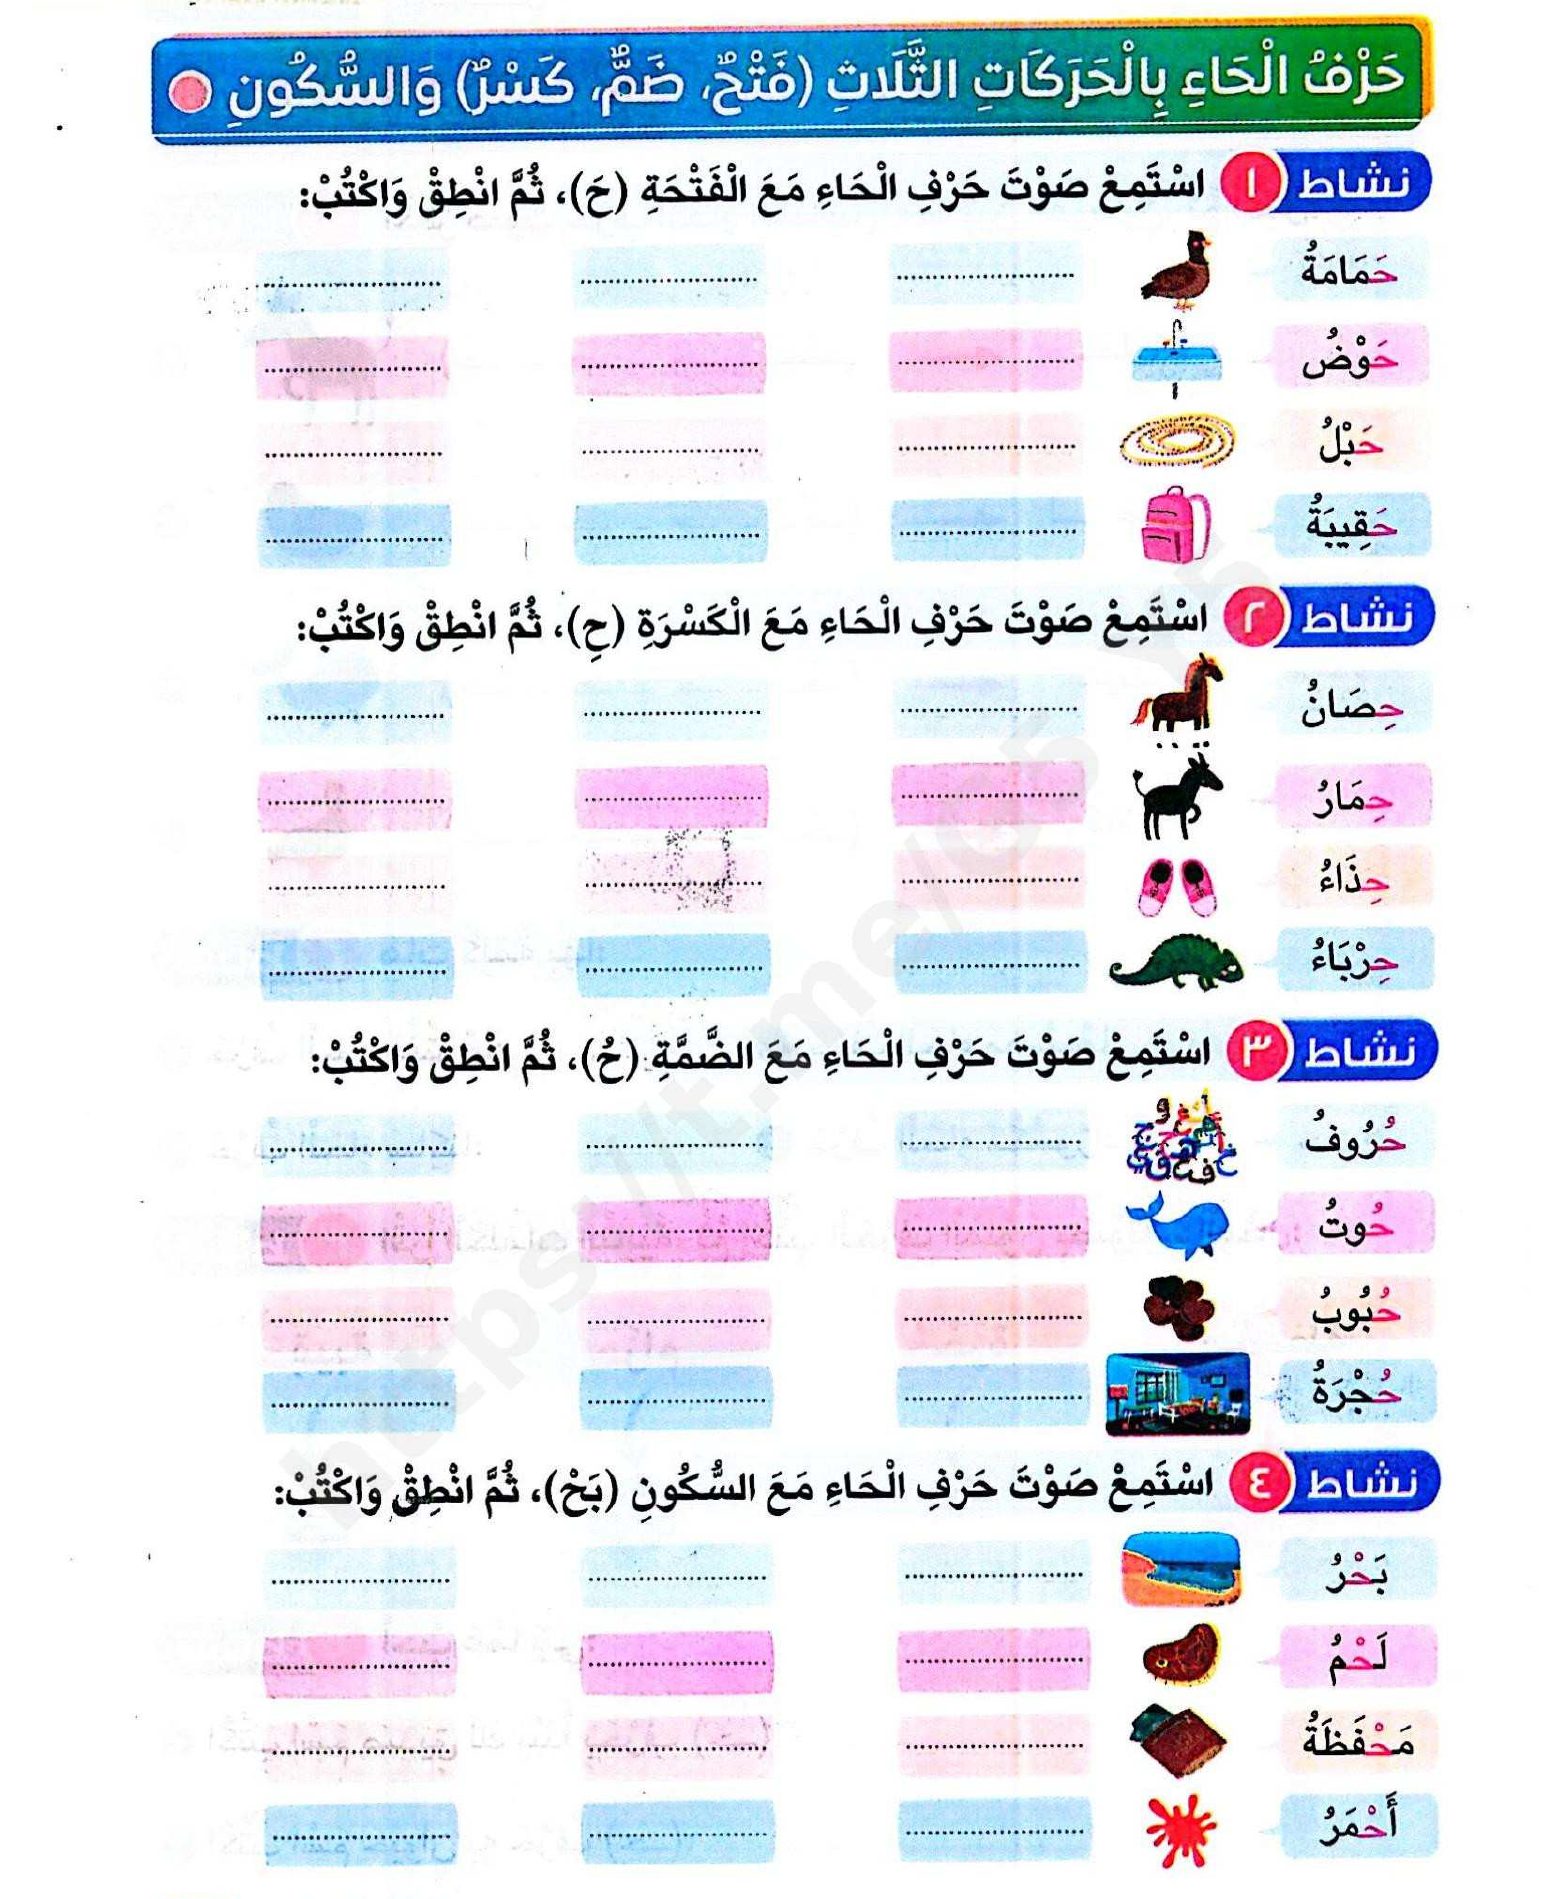 حَرْفُ الْحَاءِ بِالْحَرَكَاتِ الثَّلَاثِ (فَتْحٌ، ضَمٌّ، كَسْرٌ) وَالسُّكُونِ
نشاط ١ اسْتَمِعْ صَوْتَ حَرْفِ الْحَاءِ مَعَ الْفَتْحَةِ (حَ)، ثُمَّ انْطِقْ وَاكْتُبْ:
حَمَامَةُ
حَوْضُ
حَبْلُ
حَقِيبَةُ
نشاط ٢ اسْتَمِعْ صَوْتَ حَرْفِ الْحَاءِ مَعَ الْكَسْرَةِ (حِ)، ثُمَّ انْطِقْ وَاكْتُبْ:
حِصَانُ
حِمَارُ
حِذَاءُ
حِرْبَاءُ
نشاط ٣ اسْتَمِعْ صَوْتَ حَرْفِ الْحَاءِ مَعَ الضَّمَّةِ (حُ)، ثُمَّ انْطِقْ وَاكْتُبْ:
حُرُوفُ
حُوتُ
حُبُوبُ
حُجْرَةُ
نشاط ٤ اسْتَمِعْ صَوْتَ حَرْفِ الْحَاءِ مَعَ السُّكُونِ (بَحْ)، ثُمَّ انْطِقْ وَاكْتُبْ:
بَحْرُ
لَحْمُ
مَحْفَظَةُ
أَحْمَرُ